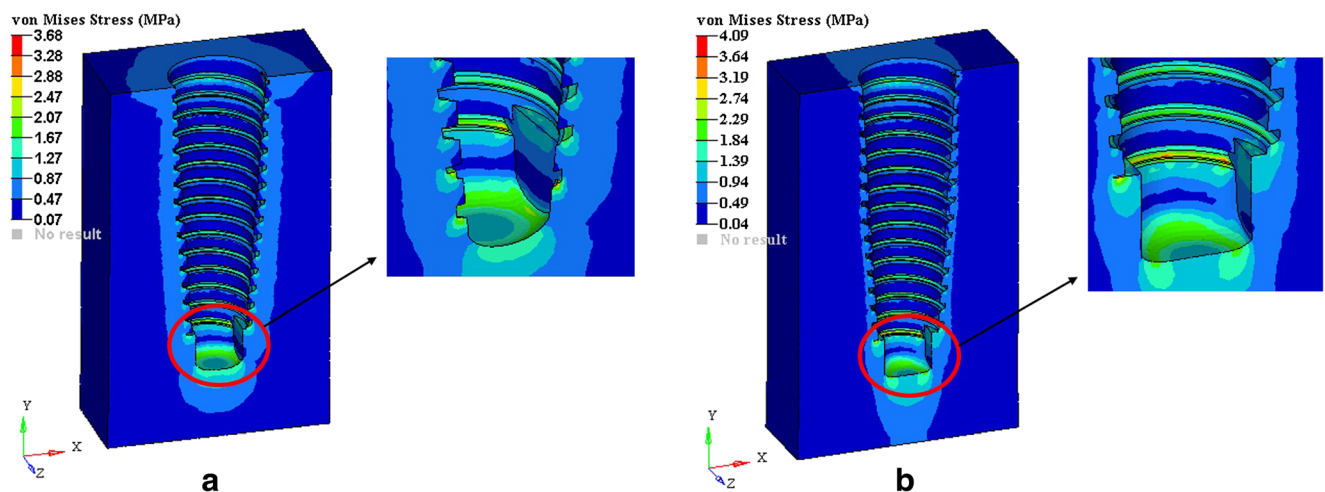 von Mises Stress (MPa)
3.68
3.28
2.88
2.47
2.07
1.67
1.27
0.87
0.47
0.07
No result
Y
X
Z
a
von Mises Stress (MPa)
4.09
3.64
3.19
2.74
2.29
1.84
1.39
0.94
0.49
0.04
No result
Y
X
Z
b